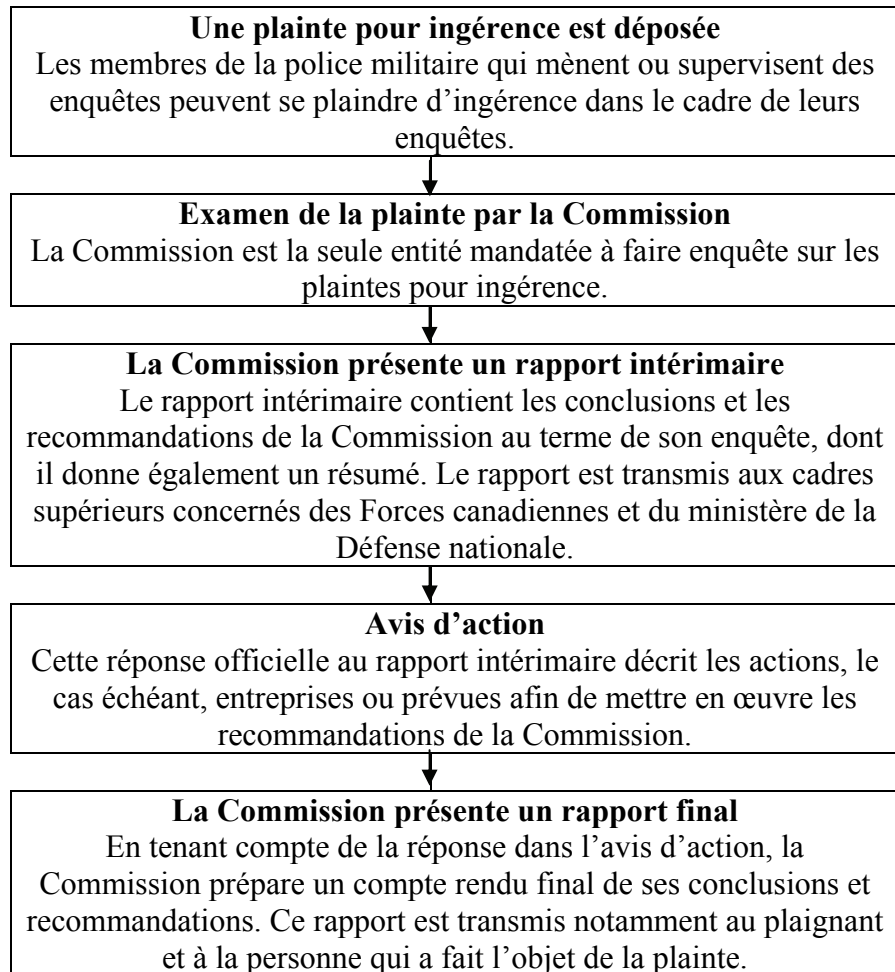 Une plainte pour ingérence est déposée
Les membres de la police militaire qui mènent ou supervisent des
enquêtes peuvent se plaindre d’ingérence dans le cadre de leurs
enquêtes.
Examen de la plainte par la Commission
La Commission est la seule entité mandatée à faire enquête sur les
plaintes pour ingérence.
La Commission présente un rapport intérimaire
Le rapport intérimaire contient les conclusions et les
recommandations de la Commission au terme de son enquête, dont
il donne également un résumé. Le rapport est transmis aux cadres
supérieurs concernés des Forces canadiennes et du ministère de la
Défense nationale.
Avis d’action
Cette réponse officielle au rapport intérimaire décrit les actions, le
cas échéant, entreprises ou prévues afin de mettre en œuvre les
recommandations de la Commission.
La Commission présente un rapport final
En tenant compte de la réponse dans l’avis d’action, la
Commission prépare un compte rendu final de ses conclusions et
recommandations. Ce rapport est transmis notamment au plaignant
et à la personne qui a fait l’objet de la plainte.